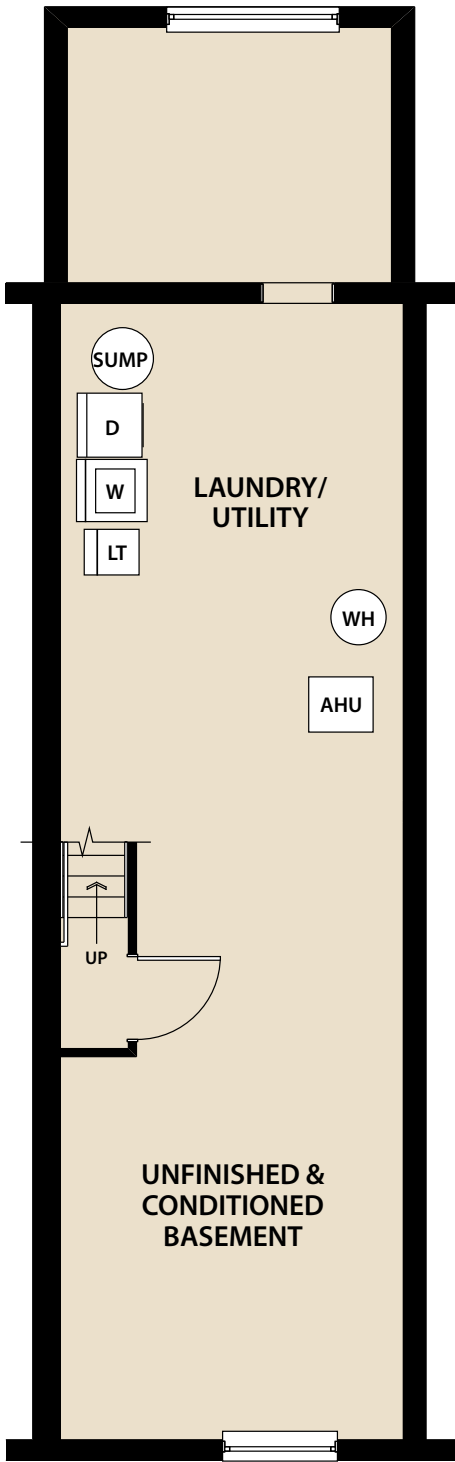 SUMP
D
W
LT
LAUNDRY/
UTILITY
WH
AHU
UP
UNFINISHED &
CONDITIONED
BASEMENT